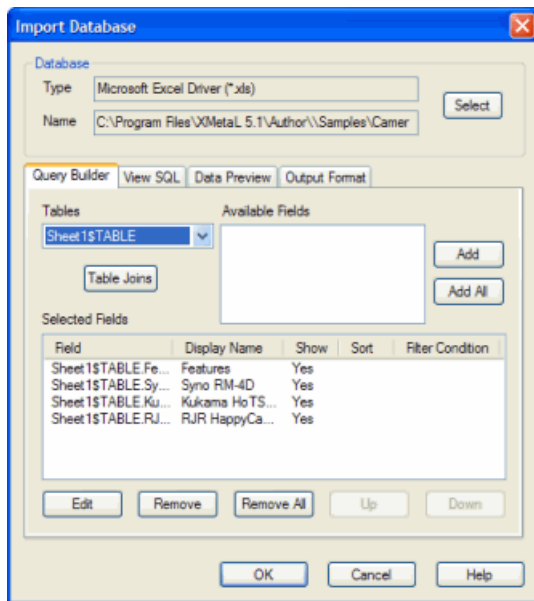 Import Database
Database
Type Microsoft Excel Driver (*.xls)
Select
Name C:\Program Files\XMetaL 5.1\Author\\Samples\Camer
Query Builder View SQL Data Preview Output Format
Tables Available Fields
Sheet1$TABLE
Add
Table Joins
Add All
Selected Fields
Field Display Name Show Sort Filter Condition
Sheet1$TABLE.Fe... Features Yes
Sheet1$TABLE.Sy... Syno RM-4D Yes
Sheet1$TABLE.Ku... Kukama HoTS... Yes
Sheet1$TABLE.RJ... RJR HappyCa... Yes
Edit Remove Remove All Up Down
OK Cancel Help